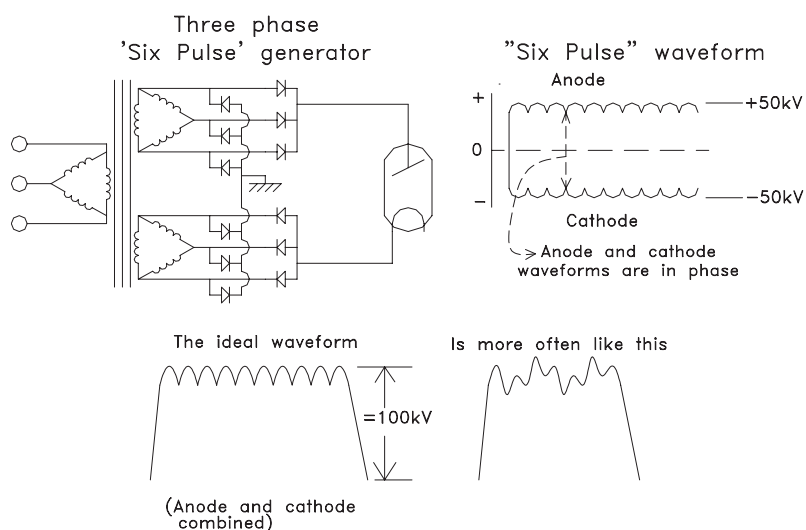 Three phase
'Six Pulse' generator
"Six Pulse" waveform
Anode
+
+50kV
0
-
-50kV
Cathode
Anode and cathode
waveforms are in phase
The ideal waveform
Is more often like this
=100kV
(Anode and cathode
combined)